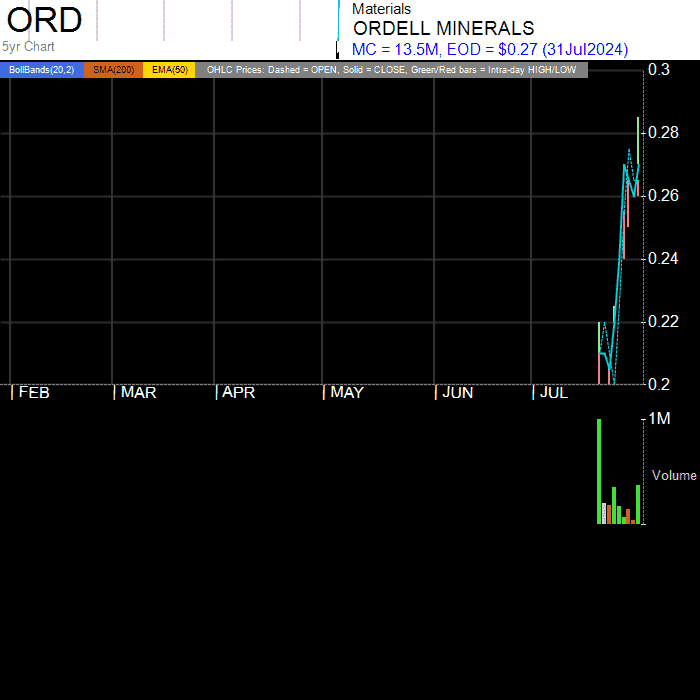 ORD
5yr Chart
Materials
ORDELL MINERALS
MC = 13.5M, EOD = $0.27 (31Jul2024)
BollBands(20,2) SMA(200) EMA(50) OHLC Prices: Dashed = OPEN, Solid = CLOSE, Green/Red bars = Intra-day HIGH/LOW
0.3
0.28
0.26
0.24
0.22
0.2
FEB MAR APR MAY JUN JUL
1M
Volume